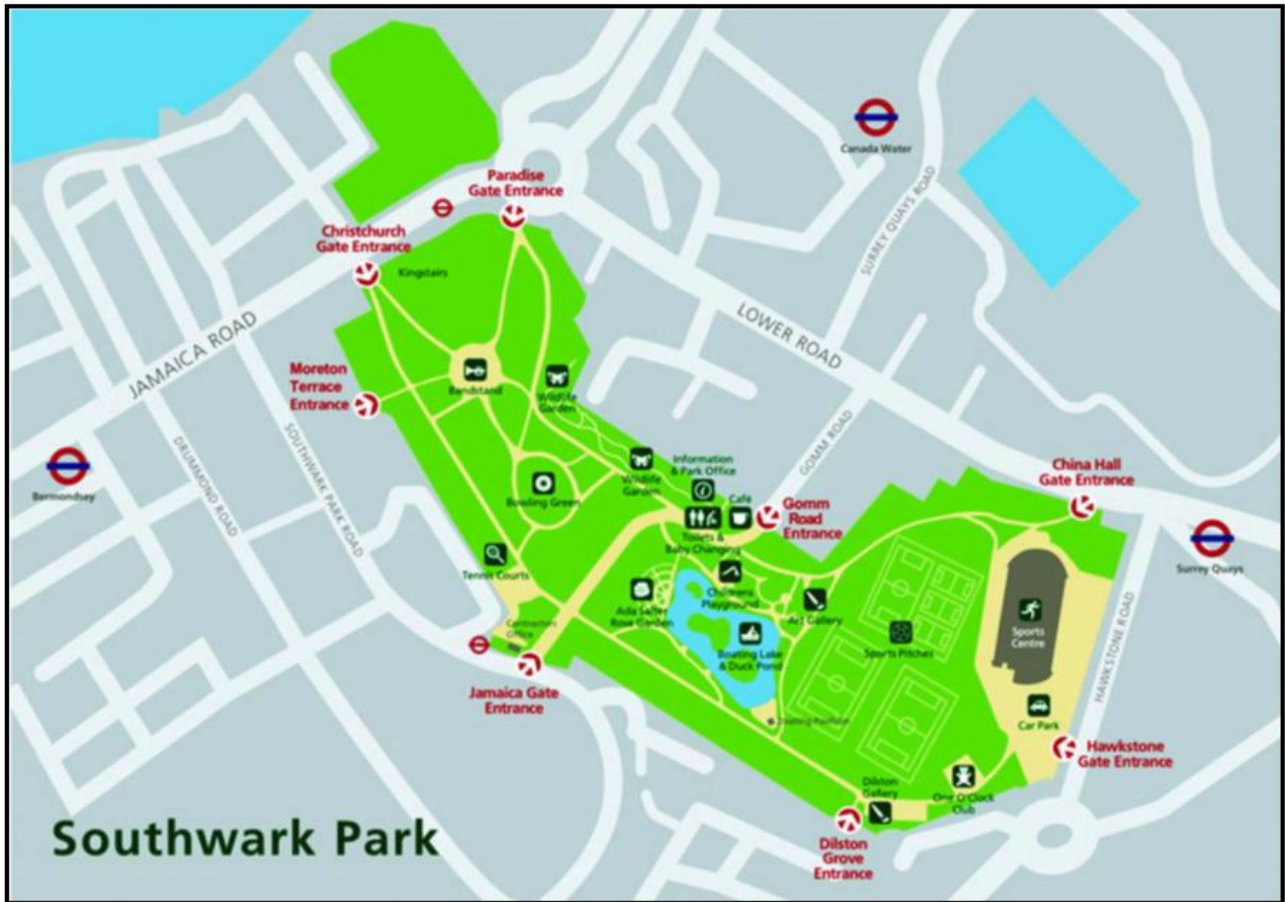 Canada Water
Paradise
Gate Entrance
SURREY QUAYS ROAD
Christchurch
Gate Entrance
Kingstairs
LOWER ROAD
JAMAICA ROAD
Moreton
Terrace
Entrance
Bandstand
Wildlife
Garden
GOMM ROAD
DRUMMOND ROAD
SOUTHWARK PARK ROAD
Bermondsey
Information
& Park Office
Wildlife
Garden
China Hall
Gate Entrance
Bowling Green
Café
Gomm
Road
Entrance
Toilets &
Baby Changing
Surrey Quays
Tennis Courts
Childrens
Playground
Ada Salter
Rose Garden
Art Gallery
Contractors
Office
Sports
Centre
HAWKSTONE ROAD
Boating Lake
& Duck Pond
Sports Pitches
Jamaica Gate
Entrance
Car Park
Hawkstone
Gate Entrance
Dilston
Gallery
One O'Clock
Club
Southwark Park
Dilston
Grove
Entrance